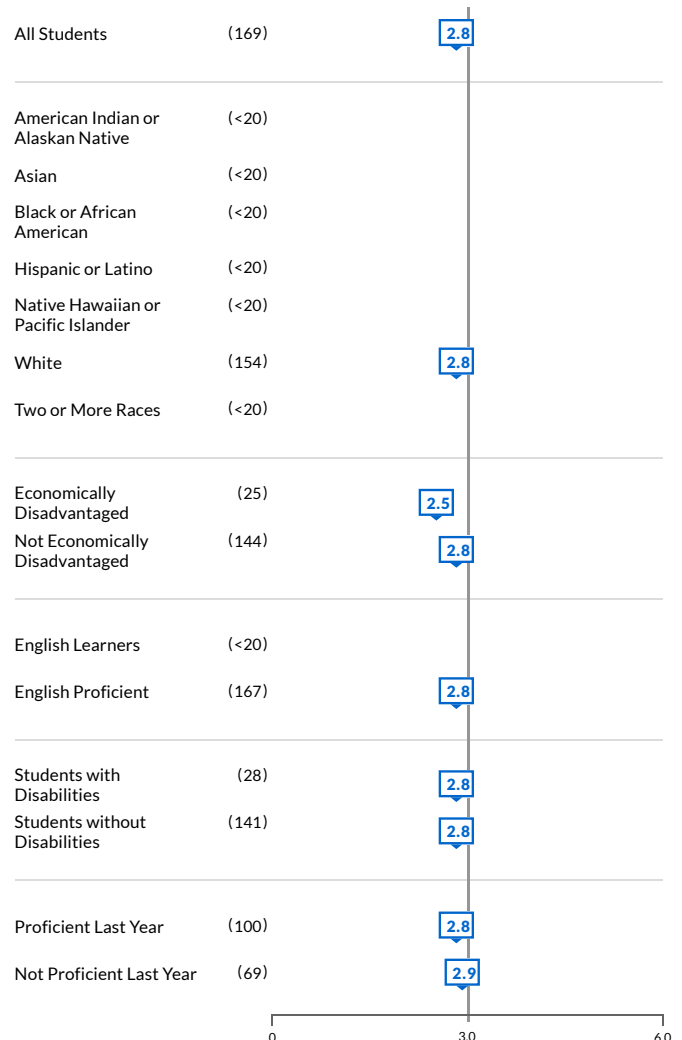 All Students (169) 2.8
American Indian or (<20)
Alaskan Native
Asian (<20)
Black or African (<20)
American
Hispanic or Latino (<20)
Native Hawaiian or (<20)
Pacific Islander
White (154) 2.8
Two or More Races (<20)
Economically (25) 2.5
Disadvantaged
Not Economically (144) 2.8
Disadvantaged
English Learners (<20)
English Proficient (167) 2.8
Students with (28) 2.8
Disabilities
Students without (141) 2.8
Disabilities
Proficient Last Year (100) 2.8
Not Proficient Last Year (69) 2.9
0 3.0 6.0